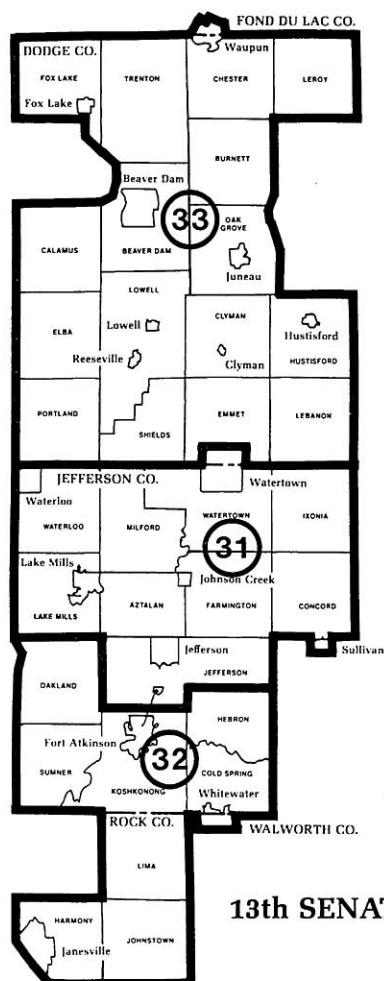 FOND DU LAC CO.
DODGE CO.
Waupun
FOX LAKE
TRENTON
CHESTER
LEROY
Fox Lake
BURNETT
Beaver Dam
33
OAK
GROVE
CALAMUS
BEAVER DAM
Juneau
LOWELL
CLYMAN
ELBA
Lowell
Hustisford
Reeseville
Clyman
HUSTISFORD
PORTLAND
SHIELDS
EMMET
LEBANON
JEFFERSON CO.
Watertown
Waterloo
WATERLOO
MILFORD
WATERTOWN
IXONIA
31
Lake Mills
Johnson Creek
LAKE MILLS
AZTALAN
FARMINGTON
CONCORD
Jefferson
Sullivan
JEFFERSON
OAKLAND
HEBRON
Fort Atkinson
32
SUMNER
COLD SPRING
KOSHKONONG
Whitewater
ROCK CO.
WALWORTH CO.
LIMA
13th SENAT
HARMONY
Janesville
JOHNSTOWN